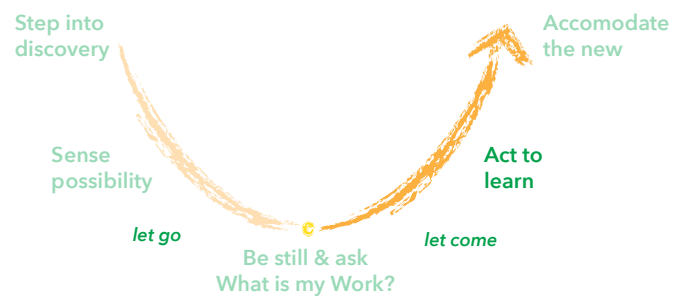 Step into
discovery
Accomodate
the new
Sense
possibility
Act to
learn
let go
let come
Be still & ask
What is my Work?